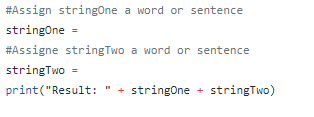 #Assign stringOne a word or sentence
stringOne =
#Assigne stringTwo a word or sentence
stringTwo =
print("Result: " + stringOne + stringTwo)